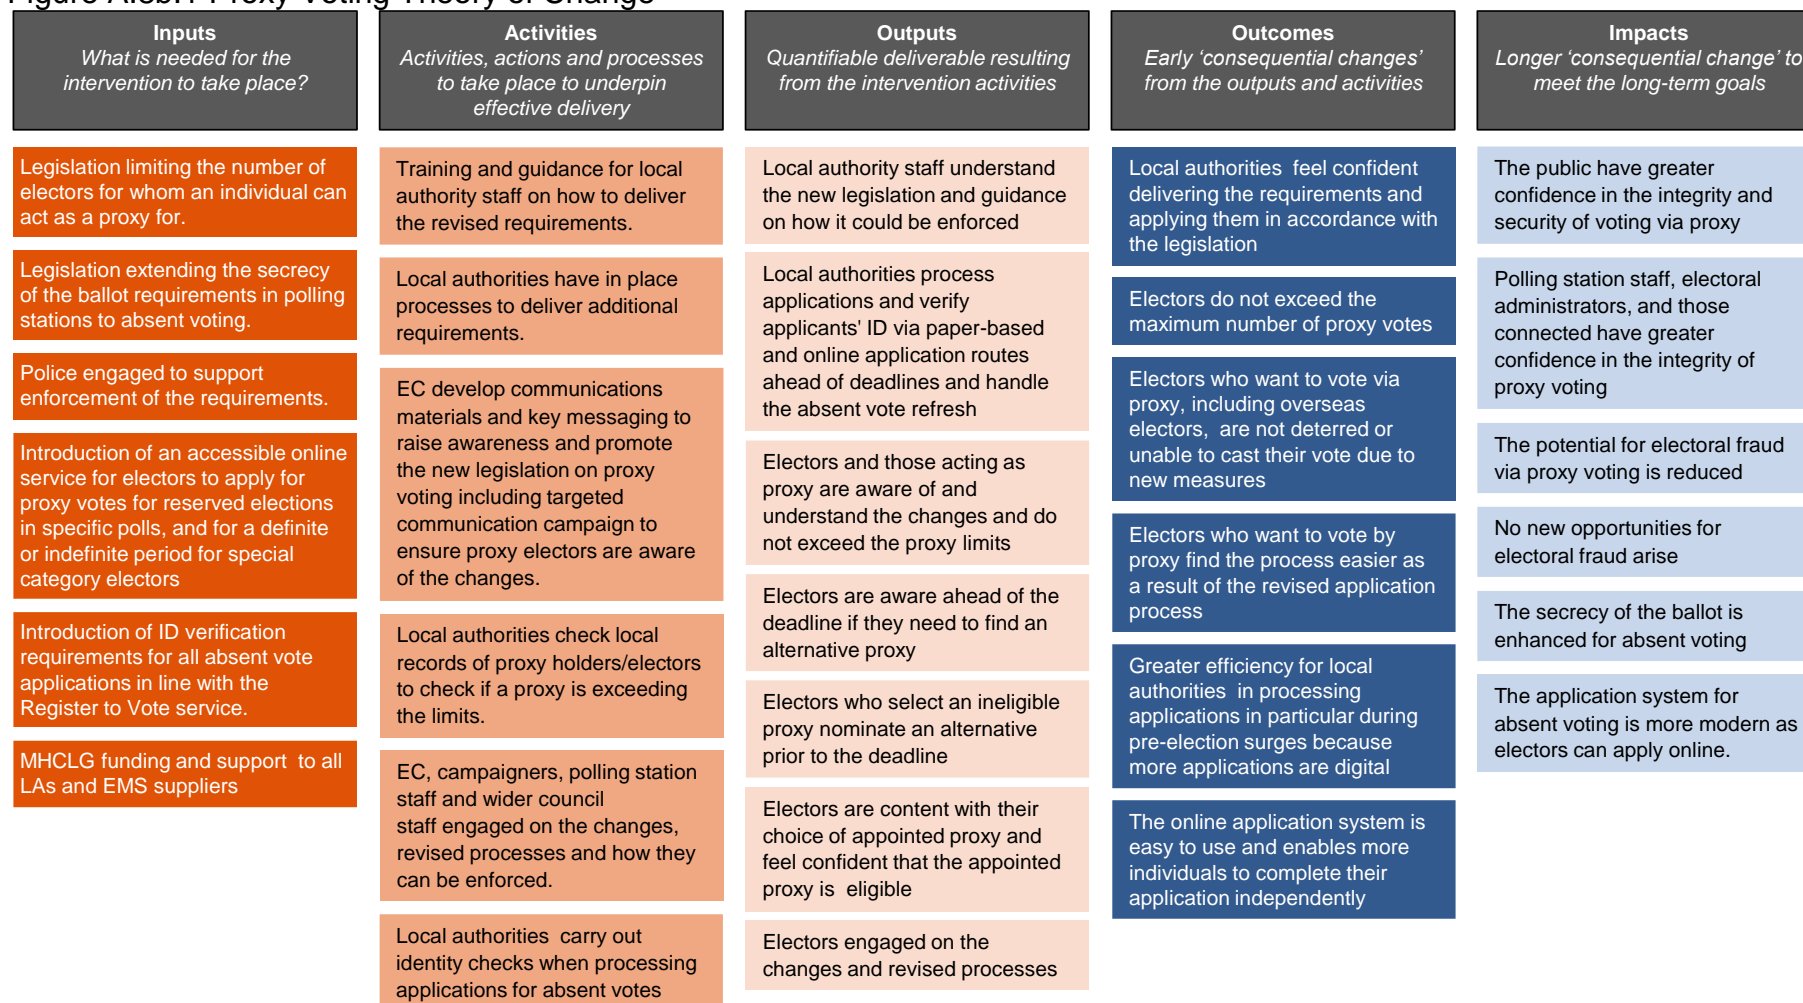 Figure A.3b.1 Proxy Voting Theory of Change
Inputs
What is needed for the
intervention to take place?
Activities
Activities, actions and processes
to take place to underpin
effective delivery
Outputs
Quantifiable deliverable resulting
from the intervention activities
Outcomes
Early ‘consequential changes’
from the outputs and activities
Impacts
Longer ‘consequential change’ to
meet the long-term goals
Legislation limiting the number of
electors for whom an individual can
act as a proxy for.
Legislation extending the secrecy
of the ballot requirements in polling
stations to absent voting.
Police engaged to support
enforcement of the requirements.
Introduction of an accessible online
service for electors to apply for
proxy votes for reserved elections
in specific polls, and for a definite
or indefinite period for special
category electors
Introduction of ID verification
requirements for all absent vote
applications in line with the
Register to Vote service.
MHCLG funding and support to all
LAs and EMS suppliers
Training and guidance for local
authority staff on how to deliver
the revised requirements.
Local authorities have in place
processes to deliver additional
requirements.
EC develop communications
materials and key messaging to
raise awareness and promote
the new legislation on proxy
voting including targeted
communication campaign to
ensure proxy electors are aware
of the changes.
Local authorities check local
records of proxy holders/electors
to check if a proxy is exceeding
the limits.
EC, campaigners, polling station
staff and wider council
staff engaged on the changes,
revised processes and how they
can be enforced.
Local authorities carry out
identity checks when processing
applications for absent votes
Local authority staff understand
the new legislation and guidance
on how it could be enforced
Local authorities process
applications and verify
applicants' ID via paper-based
and online application routes
ahead of deadlines and handle
the absent vote refresh
Electors and those acting as
proxy are aware of and
understand the changes and do
not exceed the proxy limits
Electors are aware ahead of the
deadline if they need to find an
alternative proxy
Electors who select an ineligible
proxy nominate an alternative
prior to the deadline
Electors are content with their
choice of appointed proxy and
feel confident that the appointed
proxy is eligible
Electors engaged on the
changes and revised processes
Local authorities feel confident
delivering the requirements and
applying them in accordance with
the legislation
Electors do not exceed the
maximum number of proxy votes
Electors who want to vote via
proxy, including overseas
electors, are not deterred or
unable to cast their vote due to
new measures
Electors who want to vote by
proxy find the process easier as
a result of the revised application
process
Greater efficiency for local
authorities in processing
applications in particular during
pre-election surges because
more applications are digital
The online application system is
easy to use and enables more
individuals to complete their
application independently
The public have greater
confidence in the integrity and
security of voting via proxy
Polling station staff, electoral
administrators, and those
connected have greater
confidence in the integrity of
proxy voting
The potential for electoral fraud
via proxy voting is reduced
No new opportunities for
electoral fraud arise
The secrecy of the ballot is
enhanced for absent voting
The application system for
absent voting is more modern as
electors can apply online.